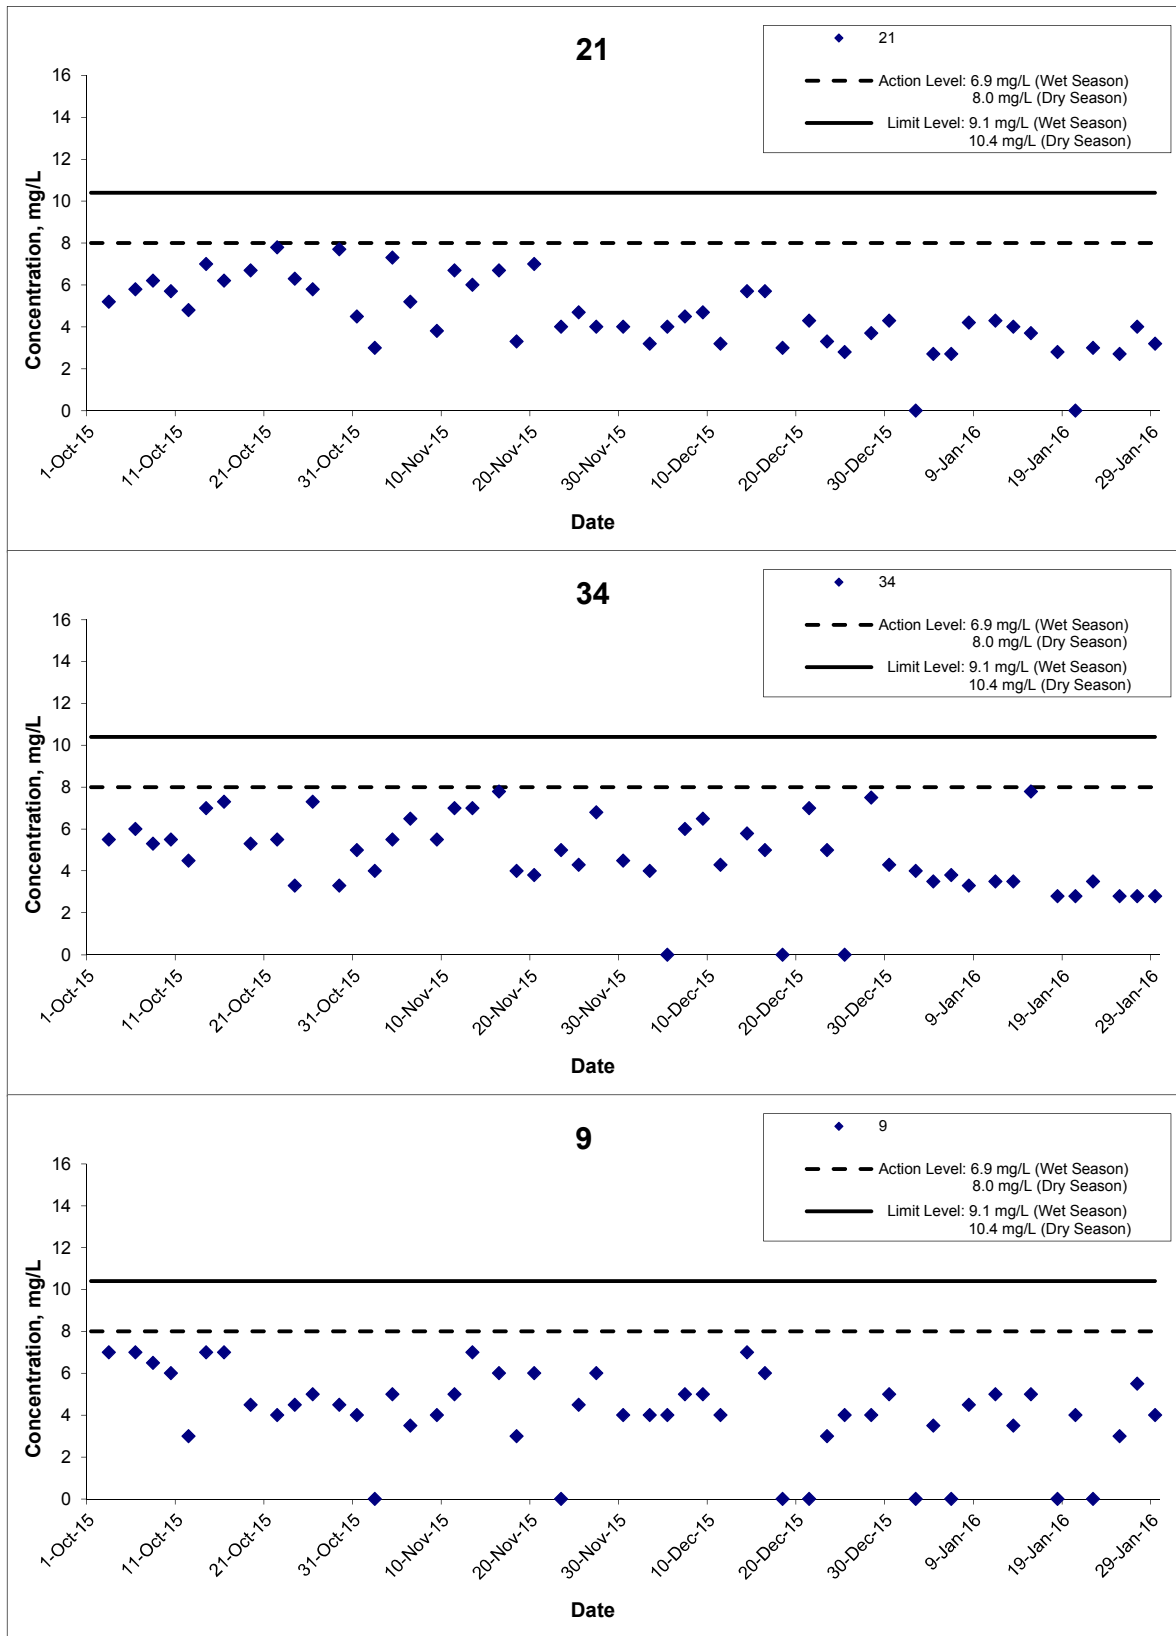 21
21
Action Level: 6.9 mg/L (Wet Season)
8.0 mg/L (Dry Season)
Limit Level: 9.1 mg/L (Wet Season)
10.4 mg/L (Dry Season)
16
14
12
10
8
6
4
2
0
Concentration, mg/L
1-Oct-15
11-Oct-15
21-Oct-15
31-Oct-15
10-Nov-15
20-Nov-15
30-Nov-15
10-Dec-15
20-Dec-15
30-Dec-15
9-Jan-16
19-Jan-16
29-Jan-16
Date
34
34
Action Level: 6.9 mg/L (Wet Season)
8.0 mg/L (Dry Season)
Limit Level: 9.1 mg/L (Wet Season)
10.4 mg/L (Dry Season)
16
14
12
10
8
6
4
2
0
Concentration, mg/L
1-Oct-15
11-Oct-15
21-Oct-15
31-Oct-15
10-Nov-15
20-Nov-15
30-Nov-15
10-Dec-15
20-Dec-15
30-Dec-15
9-Jan-16
19-Jan-16
29-Jan-16
Date
9
9
Action Level: 6.9 mg/L (Wet Season)
8.0 mg/L (Dry Season)
Limit Level: 9.1 mg/L (Wet Season)
10.4 mg/L (Dry Season)
16
14
12
10
8
6
4
2
0
Concentration, mg/L
1-Oct-15
11-Oct-15
21-Oct-15
31-Oct-15
10-Nov-15
20-Nov-15
30-Nov-15
10-Dec-15
20-Dec-15
30-Dec-15
9-Jan-16
19-Jan-16
29-Jan-16
Date